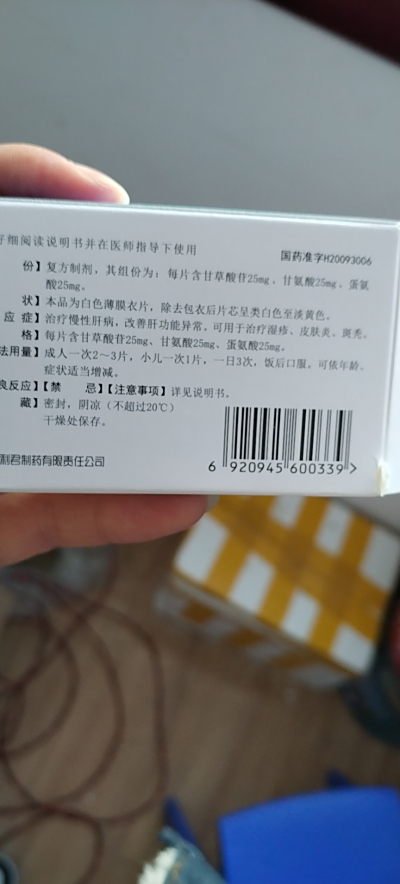 仔细阅读说明书并在医师指导下使用
国药准字H20093006
份】复方制剂，其组份为：每片含甘草酸苷25mg、甘氨酸25mg、蛋氨
酸25mg。
状】本品为白色薄膜衣片，除去包衣后片芯呈类白色至淡黄色。
应 症】治疗慢性肝病，改善肝功能异常。可用于治疗湿疹、皮肤炎、斑秃。
格】每片含甘草酸苷25mg、甘氨酸25mg、蛋氨酸25mg。
法用量】成人一次2～3片，小儿一次1片，一日3次，饭后口服。可依年龄、
症状适当增减。
良反应】【禁 忌】【注意事项】详见说明书。
藏】密封，阴凉（不超过20℃）
干燥处保存。
利君制药有限责任公司
6 920945 600339